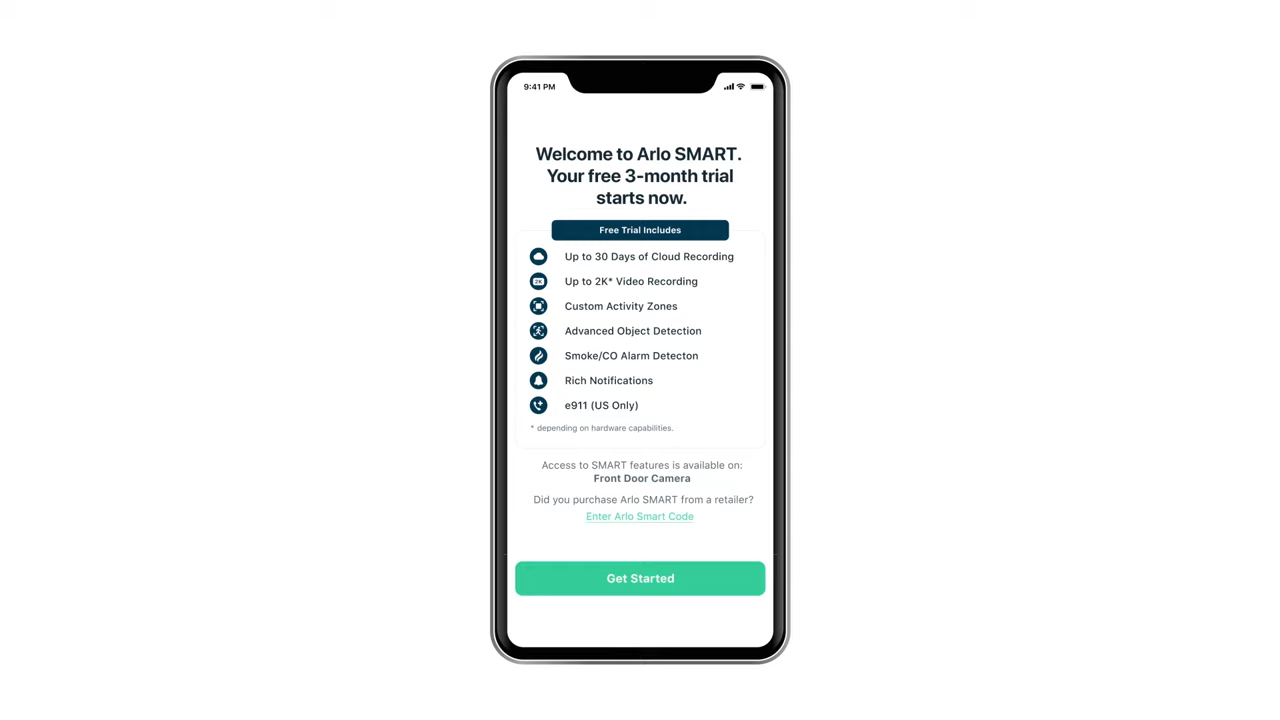 9:41 PM
Welcome to Arlo SMART.
Your free 3-month trial
starts now.
Free Trial Includes
Up to 30 Days of Cloud Recording
2K
Up to 2K* Video Recording
Custom Activity Zones
Advanced Object Detection
Smoke/CO Alarm Detecton
Rich Notifications
e911 (US Only)
* depending on hardware capabilities.
Access to SMART features is available on:
Front Door Camera
Did you purchase Arlo SMART from a retailer?
Enter Arlo Smart Code
Get Started